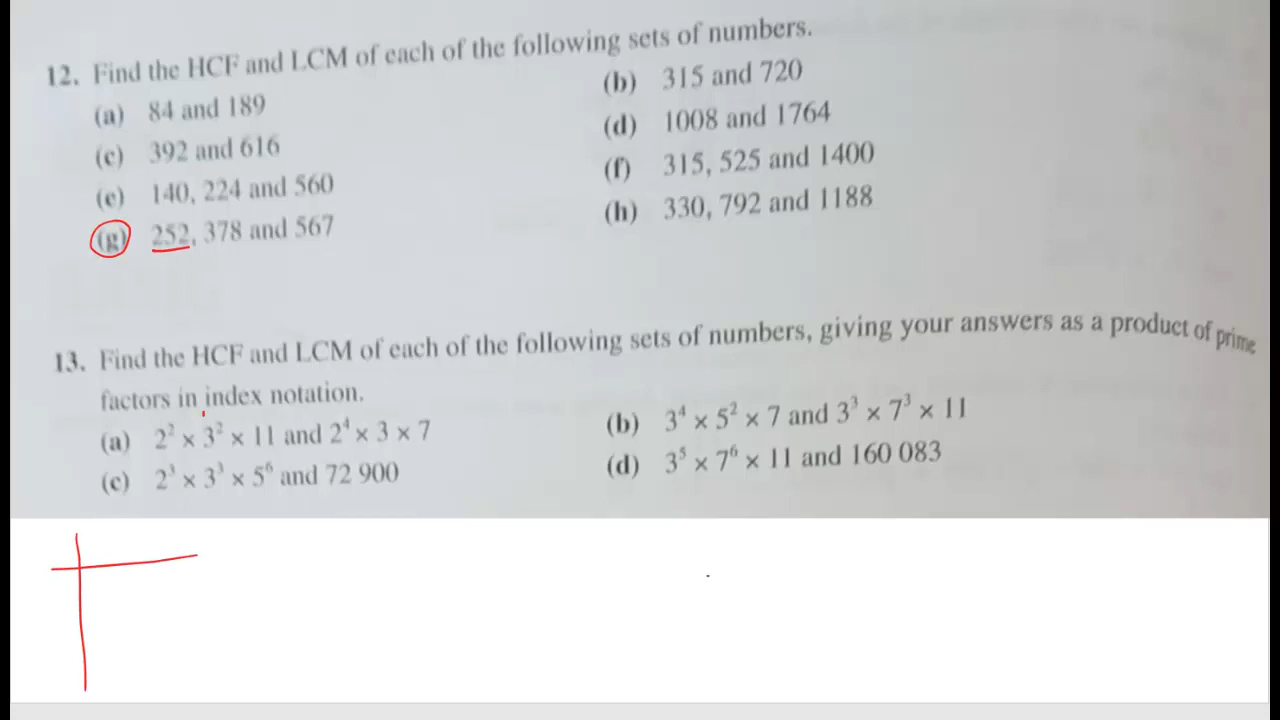 12. Find the HCF and LCM of each of the following sets of numbers.
(a) 84 and 189 (b) 315 and 720
(c) 392 and 616 (d) 1008 and 1764
(e) 140, 224 and 560 (f) 315, 525 and 1400
(g) 252, 378 and 567 (h) 330, 792 and 1188
13. Find the HCF and LCM of each of the following sets of numbers, giving your answers as a product of prime
factors in index notation.
(a) 2² × 3² × 11 and 2⁴ × 3 × 7 (b) 3⁴ × 5² × 7 and 3³ × 7³ × 11
(c) 2³ × 3³ × 5⁶ and 72 900 (d) 3⁵ × 7⁶ × 11 and 160 083